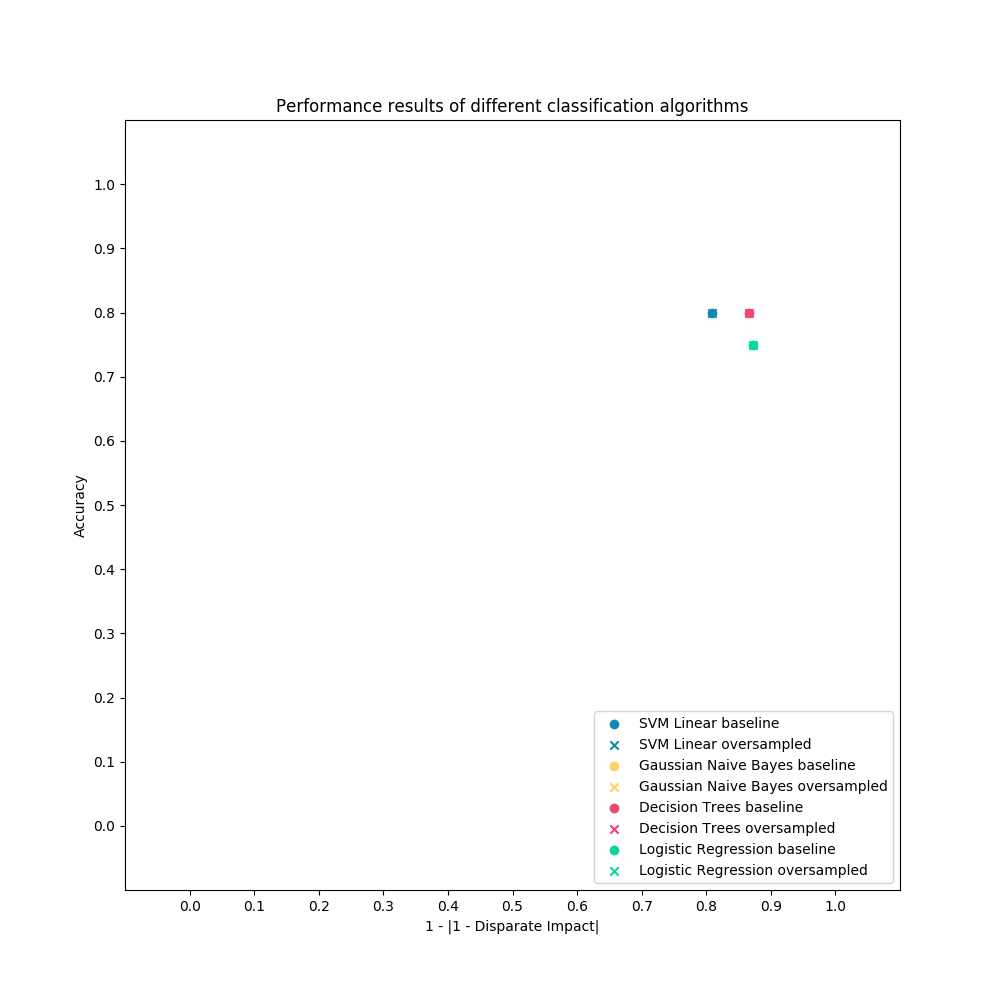 Performance results of different classification algorithms
1.0
0.9
0.8
0.7
0.6
0.5
0.4
0.3
0.2
0.1
0.0
Accuracy
SVM Linear baseline
SVM Linear oversampled
Gaussian Naive Bayes baseline
Gaussian Naive Bayes oversampled
Decision Trees baseline
Decision Trees oversampled
Logistic Regression baseline
Logistic Regression oversampled
0.0 0.1 0.2 0.3 0.4 0.5 0.6 0.7 0.8 0.9 1.0
1 - |1 - Disparate Impact|